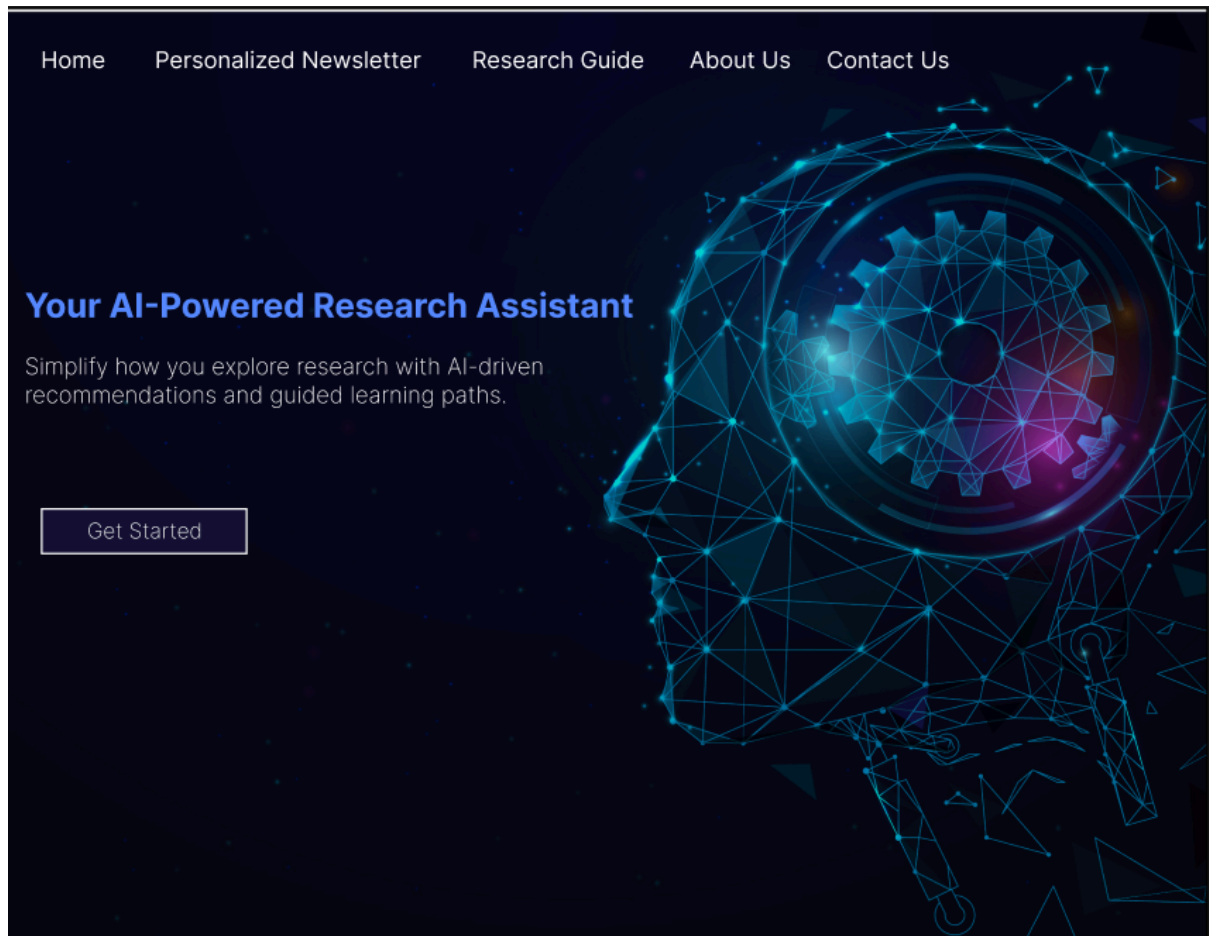 Home Personalized Newsletter Research Guide About Us Contact Us
Your AI-Powered Research Assistant
Simplify how you explore research with AI-driven
recommendations and guided learning paths.
Get Started